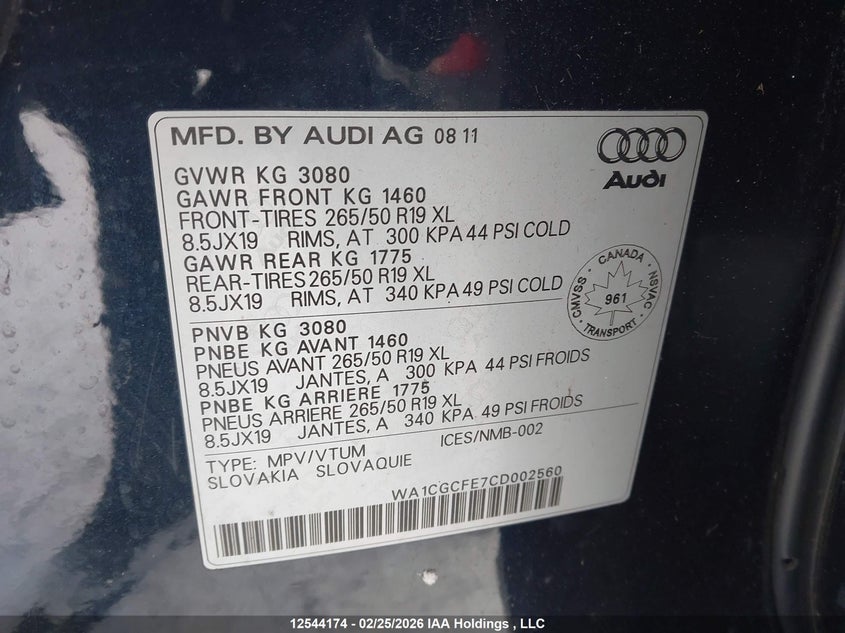 MFD. BY AUDI AG 08 11
Audi
GVWR KG 3080
GAWR FRONT KG 1460
FRONT-TIRES 265/50 R19 XL
8.5JX19 RIMS, AT 300 KPA 44 PSI COLD
GAWR REAR KG 1775
REAR-TIRES 265/50 R19 XL
8.5JX19 RIMS, AT 340 KPA 49 PSI COLD
CANADA
CMVSS - NSVAC
961
TRANSPORT
PNVB KG 3080
PNBE KG AVANT 1460
PNEUS AVANT 265/50 R19 XL
8.5JX19 JANTES, A 300 KPA 44 PSI FROIDS
PNBE KG ARRIERE 1775
PNEUS ARRIERE 265/50 R19 XL
8.5JX19 JANTES, A 340 KPA 49 PSI FROIDS
TYPE: MPV/VTUM ICES/NMB-002
SLOVAKIA SLOVAQUIE
WA1CGCFE7CD002560
12544174 - 02/25/2026 IAA Holdings , LLC